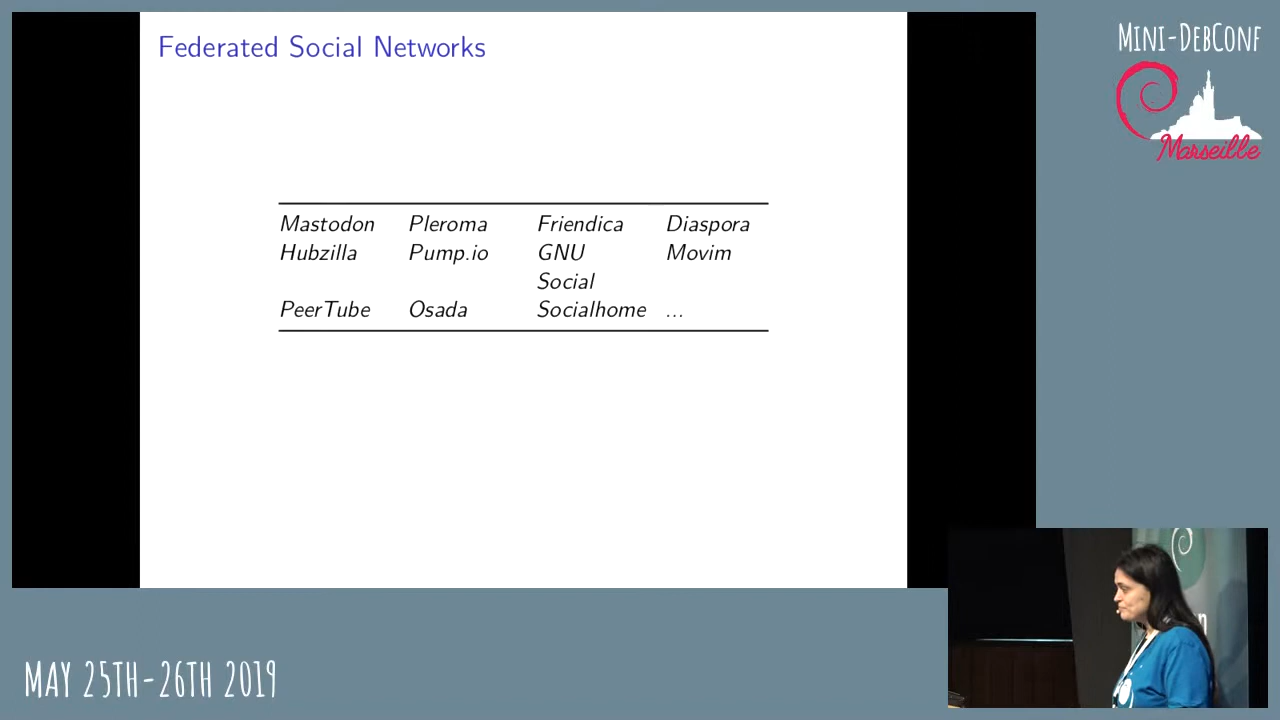 Federated Social Networks
Mastodon Pleroma Friendica Diaspora
Hubzilla Pump.io GNU Movim
Social
PeerTube Osada Socialhome ...
Mini-DebConf
Marseille
MAY 25TH-26TH 2019